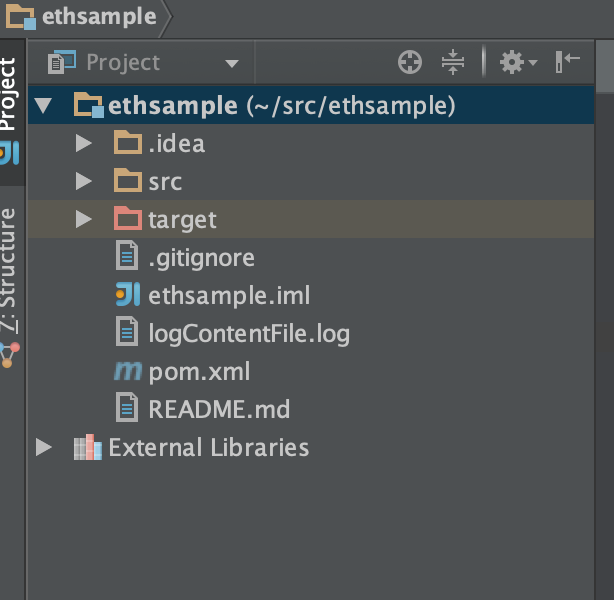 ethsample
Project
Project
ethsample (~/src/ethsample)
.idea
src
target
.gitignore
ethsample.iml
logContentFile.log
m pom.xml
README.md
External Libraries
7: Structure